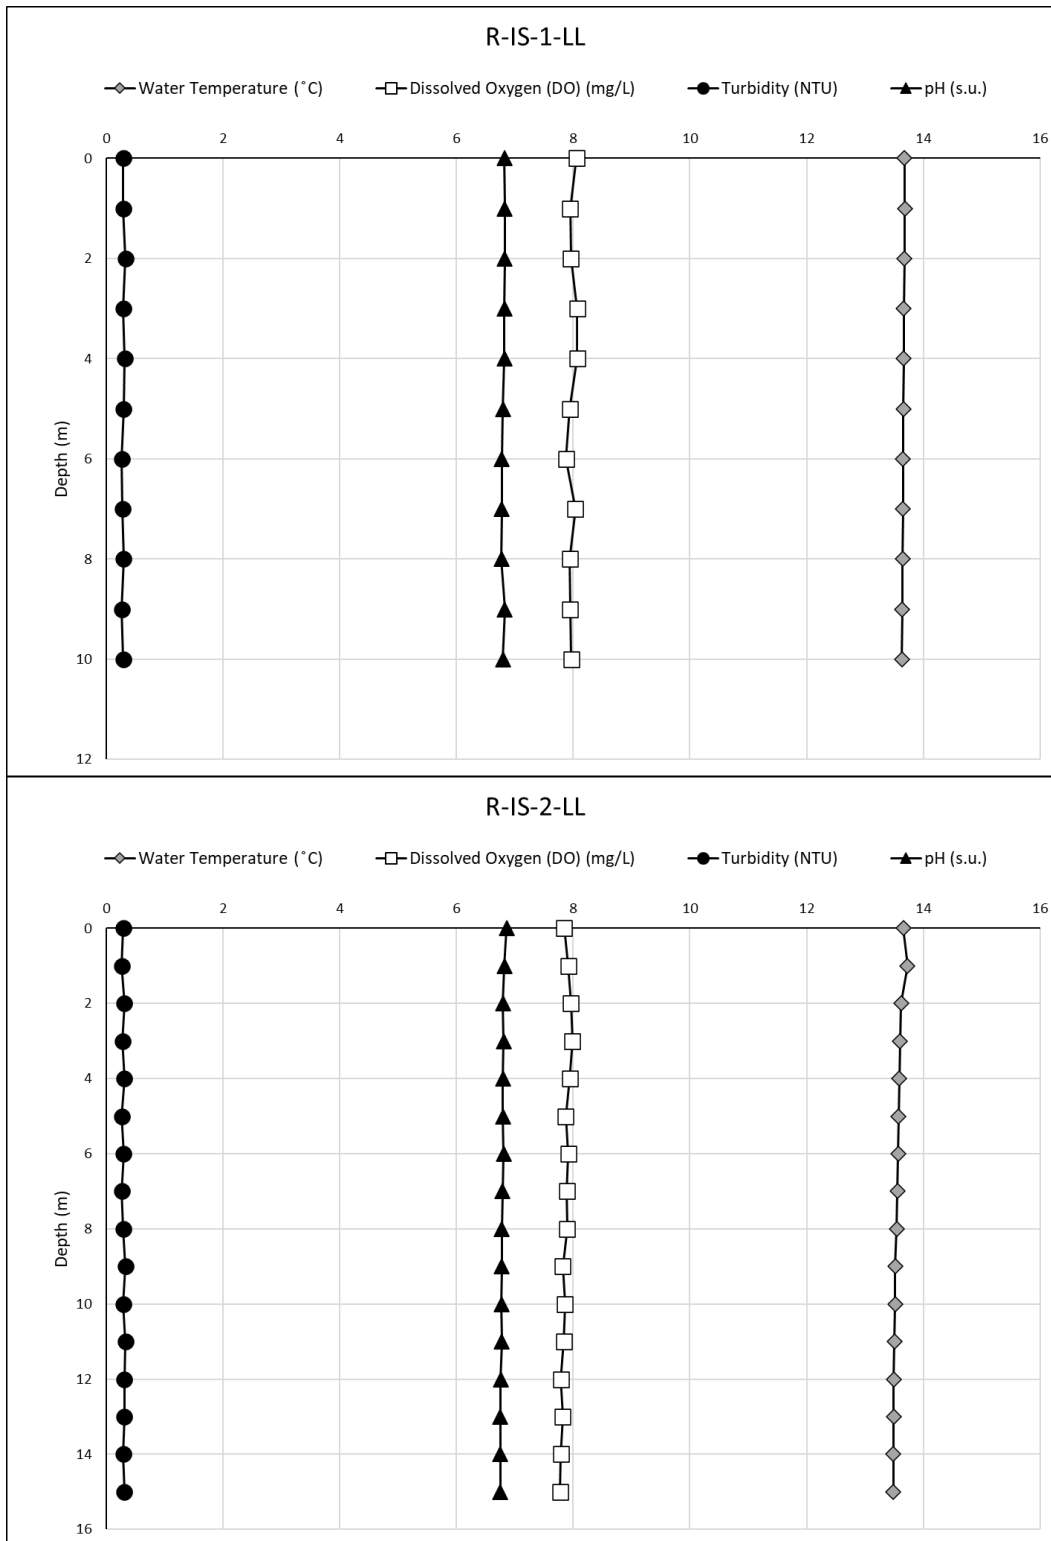 R-IS-1-LL
Water Temperature (˚C) Dissolved Oxygen (DO) (mg/L) Turbidity (NTU) pH (s.u.)
0 2 4 6 8 10 12 14 16
0
2
4
6
8
10
12
Depth (m)
R-IS-2-LL
Water Temperature (˚C) Dissolved Oxygen (DO) (mg/L) Turbidity (NTU) pH (s.u.)
0 2 4 6 8 10 12 14 16
0
2
4
6
8
10
12
14
16
Depth (m)